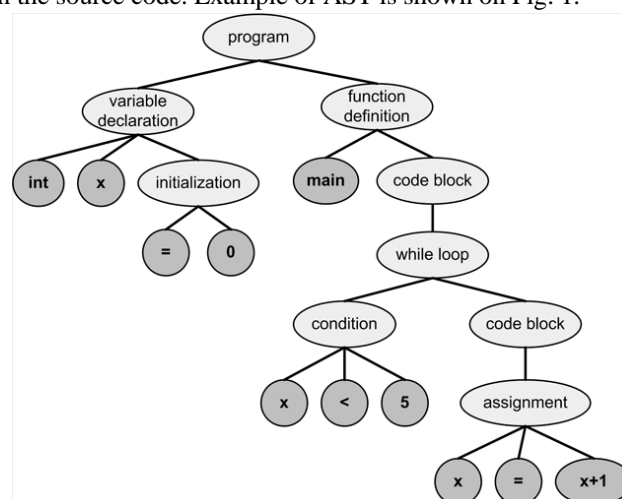 the source code. Example of AST is shown on Fig. 1.
program
variable
declaration
function
definition
int
x
initialization
main
code block
=
0
while loop
condition
code block
x
<
5
assignment
x
=
x+1